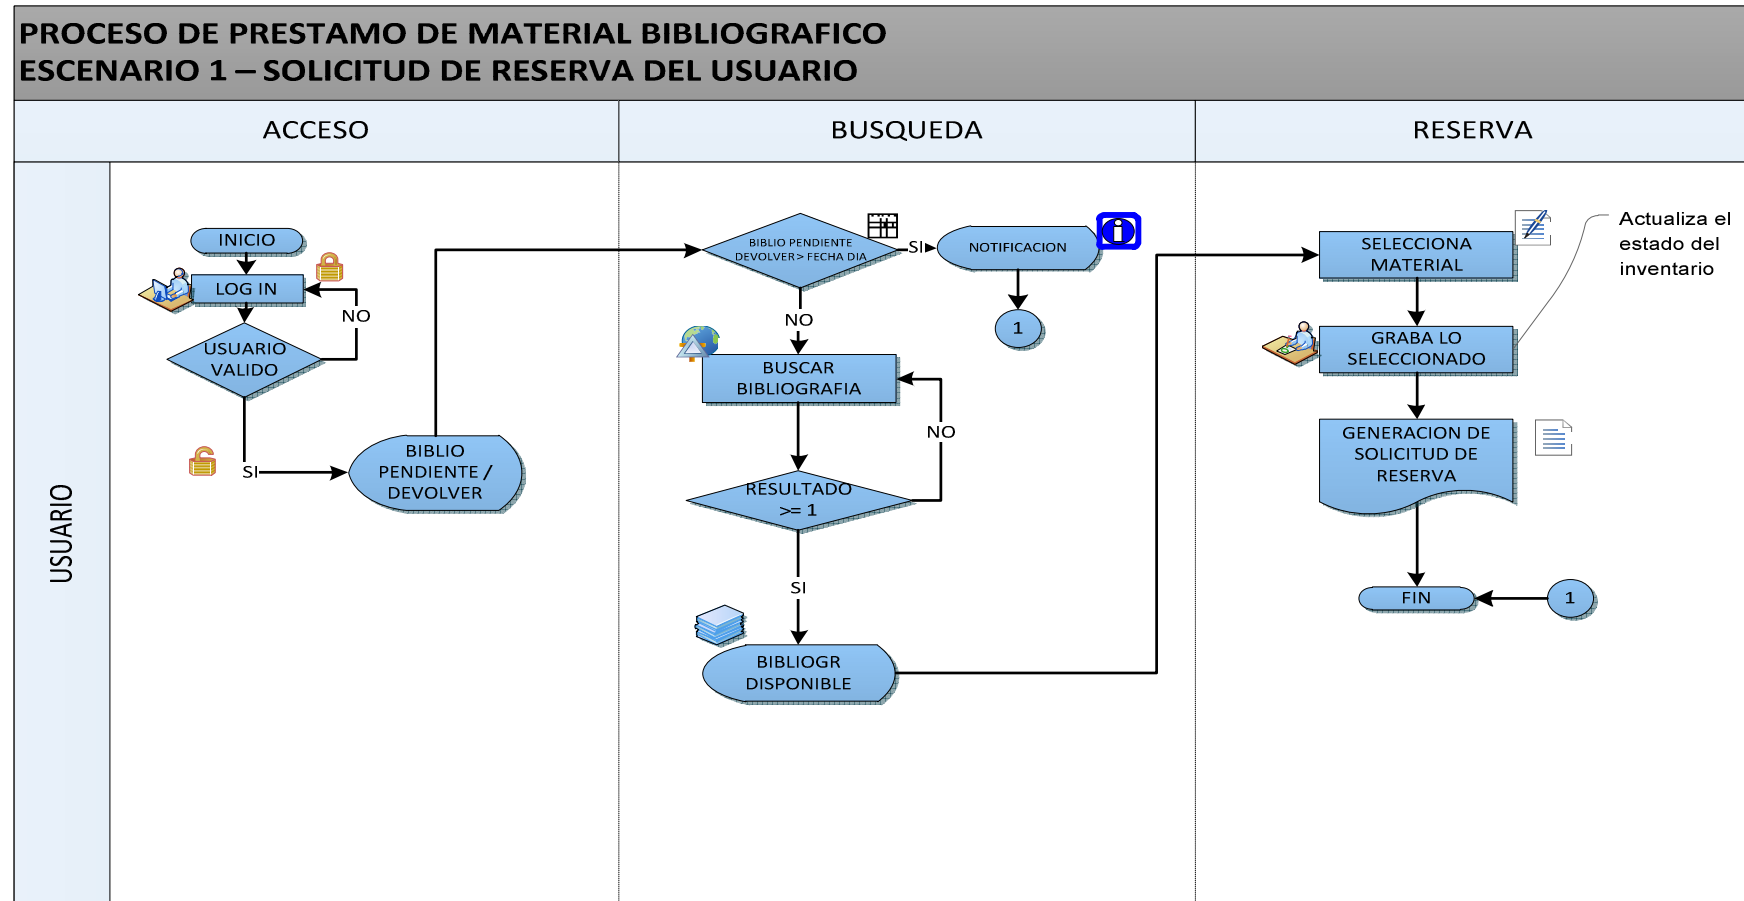 PROCESO DE PRESTAMO DE MATERIAL BIBLIOGRAFICO
ESCENARIO 1 – SOLICITUD DE RESERVA DEL USUARIO
ACCESO
BUSQUEDA
RESERVA
USUARIO
INICIO
LOG IN
NO
USUARIO
VALIDO
SI
BIBLIO
PENDIENTE /
DEVOLVER
BIBLIO PENDIENTE
DEVOLVER > FECHA DIA
SI
NOTIFICACION
1
NO
BUSCAR
BIBLIOGRAFIA
NO
RESULTADO
>= 1
SI
BIBLIOGR
DISPONIBLE
SELECCIONA
MATERIAL
Actualiza el
estado del
inventario
GRABA LO
SELECCIONADO
GENERACION DE
SOLICITUD DE
RESERVA
FIN
1